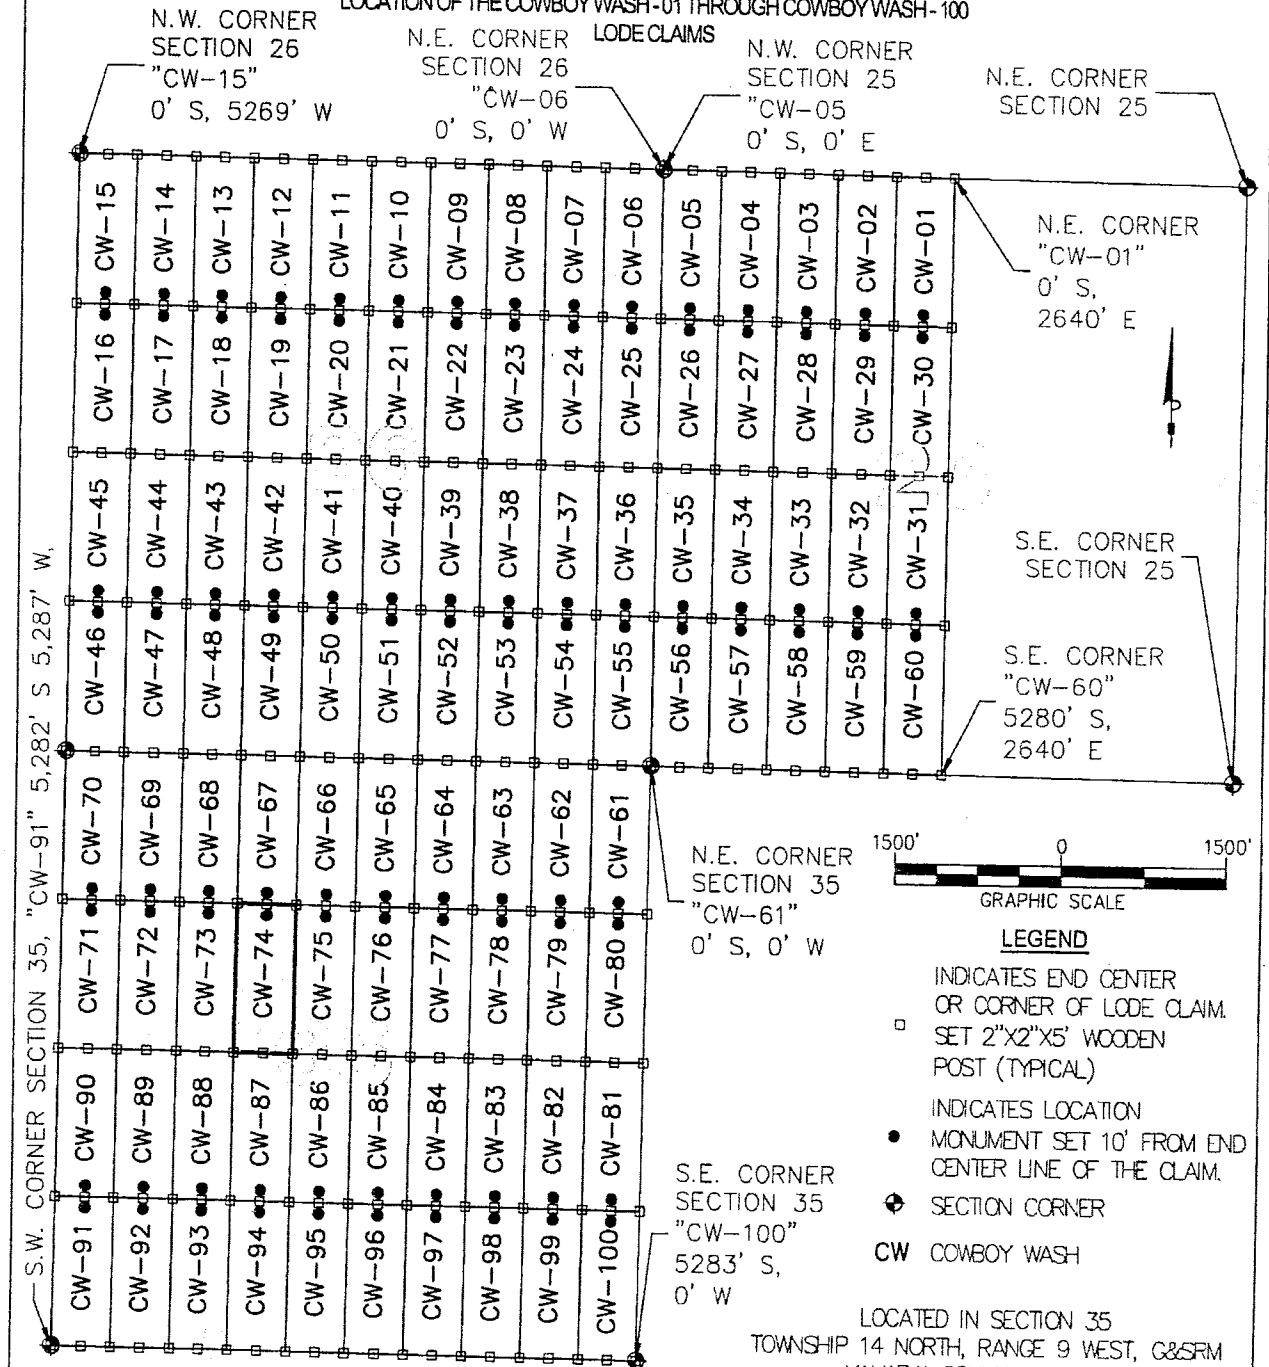 LOCATION OF THE COWBOY WASH-01 THROUGH COWBOY WASH-100
LODE CLAIMS
N.W. CORNER
SECTION 26
"CW-15"
0' S, 5269' W
N.E. CORNER
SECTION 26
"CW-06
0' S, 0' W
N.W. CORNER
SECTION 25
"CW-05
0' S, 0' E
N.E. CORNER
SECTION 25
CW-15 CW-14 CW-13 CW-12 CW-11 CW-10 CW-09 CW-08 CW-07 CW-06 CW-05 CW-04 CW-03 CW-02 CW-01
N.E. CORNER
"CW-01"
0' S,
2640' E
CW-16 CW-17 CW-18 CW-19 CW-20 CW-21 CW-22 CW-23 CW-24 CW-25 CW-26 CW-27 CW-28 CW-29 CW-30
CW-45 CW-44 CW-43 CW-42 CW-41 CW-40 CW-39 CW-38 CW-37 CW-36 CW-35 CW-34 CW-33 CW-32 CW-31
S.E. CORNER
SECTION 25
CW-46 CW-47 CW-48 CW-49 CW-50 CW-51 CW-52 CW-53 CW-54 CW-55 CW-56 CW-57 CW-58 CW-59 CW-60
S.E. CORNER
"CW-60"
5280' S,
2640' E
S.W. CORNER SECTION 35, "CW-91" 5,282' S 5,287' W,
CW-70 CW-69 CW-68 CW-67 CW-66 CW-65 CW-64 CW-63 CW-62 CW-61
N.E. CORNER
SECTION 35
"CW-61"
0' S, 0' W
CW-71 CW-72 CW-73 CW-74 CW-75 CW-76 CW-77 CW-78 CW-79 CW-80
CW-90 CW-89 CW-88 CW-87 CW-86 CW-85 CW-84 CW-83 CW-82 CW-81
CW-91 CW-92 CW-93 CW-94 CW-95 CW-96 CW-97 CW-98 CW-99 CW-100
S.E. CORNER
SECTION 35
"CW-100"
5283' S,
0' W
1500' 0 1500'
GRAPHIC SCALE
LEGEND
INDICATES END CENTER
OR CORNER OF LODE CLAIM.
SET 2"X2"X5' WOODEN
POST (TYPICAL)
INDICATES LOCATION
MONUMENT SET 10' FROM END
CENTER LINE OF THE CLAIM.
SECTION CORNER
CW COWBOY WASH
LOCATED IN SECTION 35
TOWNSHIP 14 NORTH, RANGE 9 WEST, G&SRM